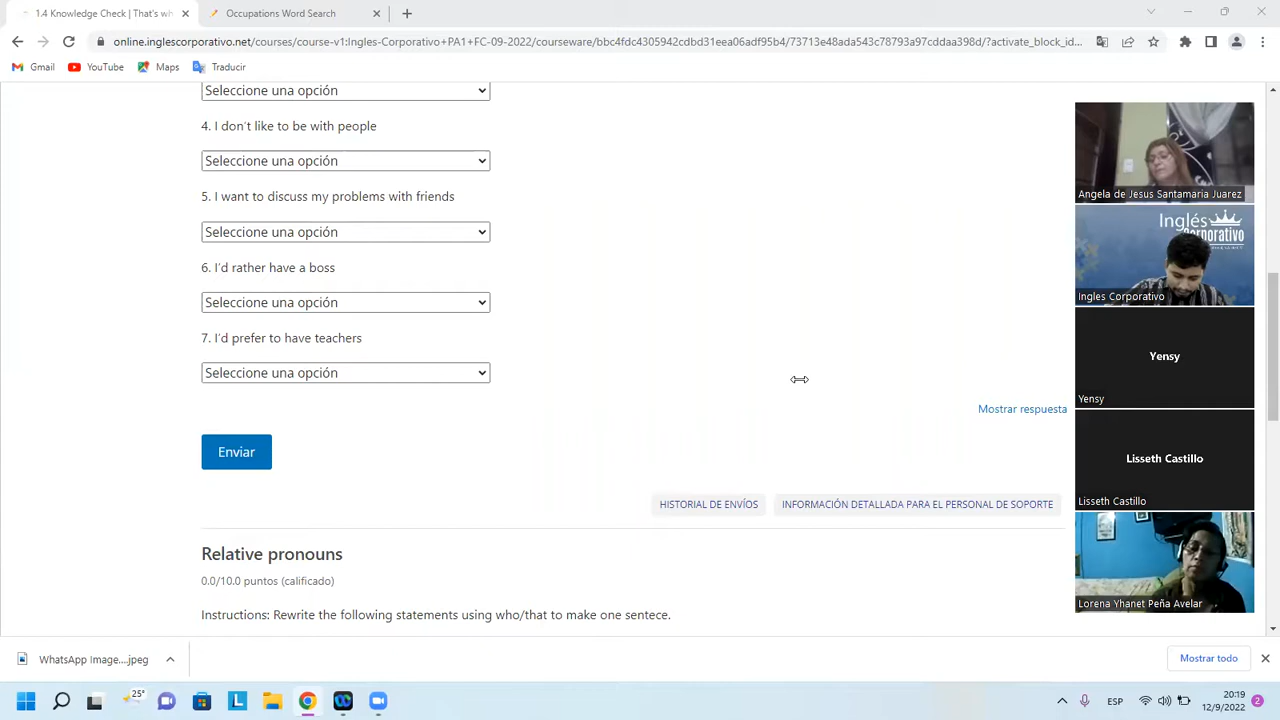 1.4 Knowledge Check | That's wh
Occupations Word Search
online.inglescorporativo.net/courses/course-v1:Ingles-Corporativo+PA1+FC-09-2022/courseware/bbc4fdc4305942cdbd31eea06adf95b4/73713e48ada543c78793a97cddaa398d/?activate_block_id...
Gmail
YouTube
Maps
Traducir
Seleccione una opción
4. I don't like to be with people
Seleccione una opción
5. I want to discuss my problems with friends
Seleccione una opción
6. I'd rather have a boss
Seleccione una opción
7. I'd prefer to have teachers
Seleccione una opción
Mostrar respuesta
Enviar
HISTORIAL DE ENVÍOS
INFORMACIÓN DETALLADA PARA EL PERSONAL DE SOPORTE
Relative pronouns
0.0/10.0 puntos (calificado)
Instructions: Rewrite the following statements using who/that to make one sentece.
Angela de Jesus Santamaria Juarez
Inglés
Corporativo
Ingles Corporativo
Yensy
Yensy
Lisseth Castillo
Lisseth Castillo
Lorena Yhanet Peña Avelar
WhatsApp Image....jpeg
Mostrar todo
25°
L
ESP
20:19
12/9/2022
2